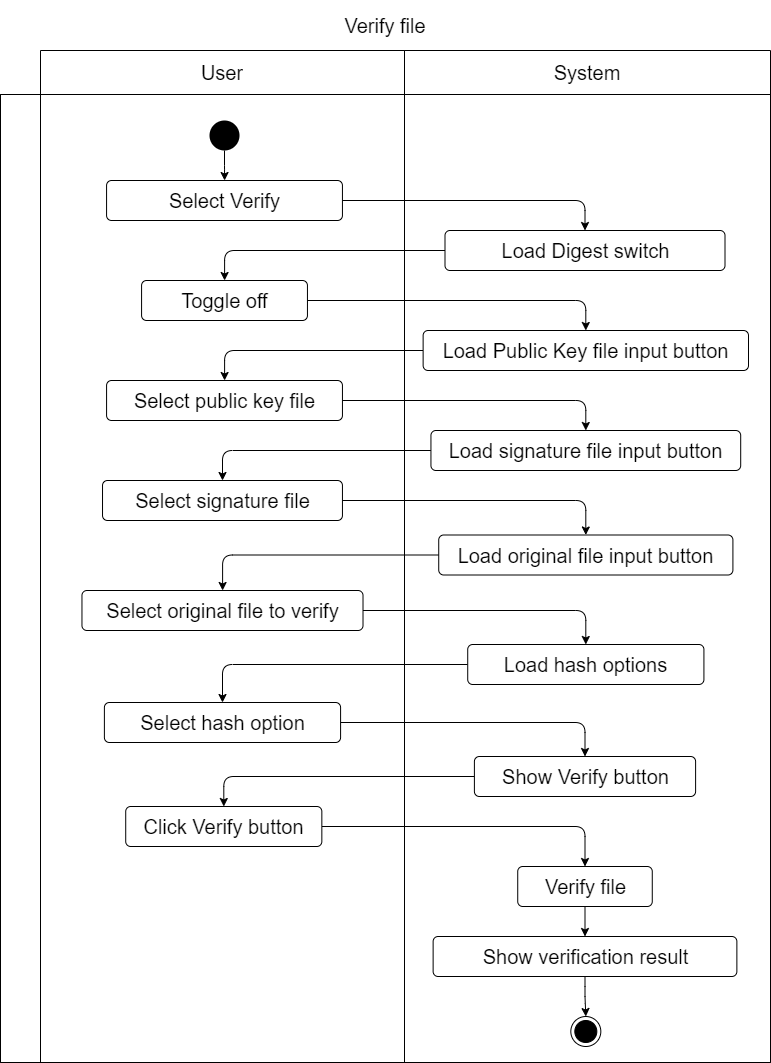 Verify file
User
System
Select Verify
Load Digest switch
Toggle off
Load Public Key file input button
Select public key file
Load signature file input button
Select signature file
Load original file input button
Select original file to verify
Load hash options
Select hash option
Show Verify button
Click Verify button
Verify file
Show verification result